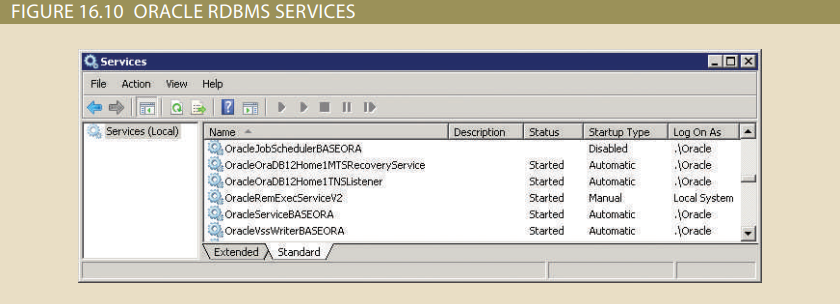 FIGURE 16.10 ORACLE RDBMS SERVICES
Services
File Action View Help
Services (Local)
Name Description Status Startup Type Log On As
OracleJobSchedulerBASEORA Disabled .\Oracle
OracleOraDB12Home1MTSRecoveryService Started Automatic .\Oracle
OracleOraDB12Home1TNSListener Started Automatic .\Oracle
OracleRemExecServiceV2 Started Manual Local System
OracleServiceBASEORA Started Automatic .\Oracle
OracleVssWriterBASEORA Started Automatic .\Oracle
Extended Standard